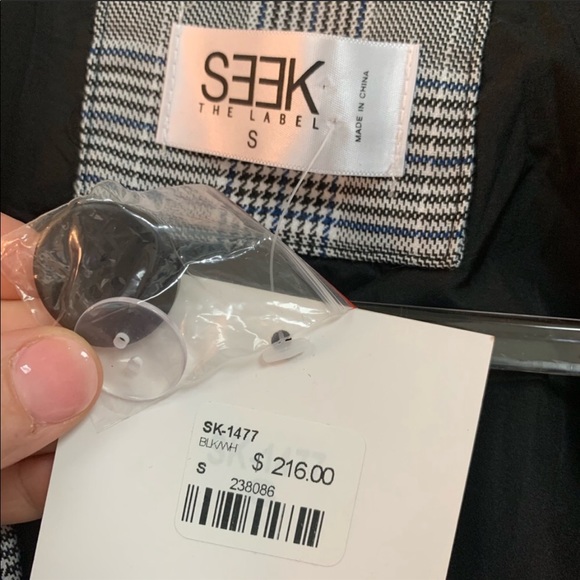 SEEK
THE LABEL
S
MADE IN CHINA
SK-1477
BLK/WH
S $ 216.00
238086